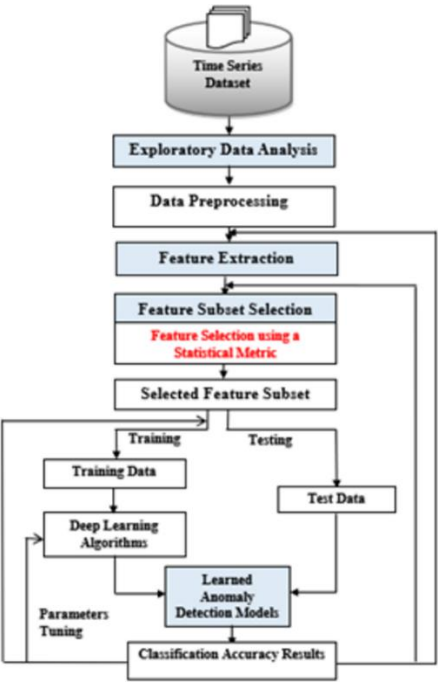 Time Series
Dataset
Exploratory Data Analysis
Data Preprocessing
Feature Extraction
Feature Subset Selection
Feature Selection using a
Statistical Metric
Selected Feature Subset
Training
Testing
Training Data
Test Data
Deep Learning
Algorithms
Learned
Anomaly
Detection Models
Parameters
Tuning
Classification Accuracy Results